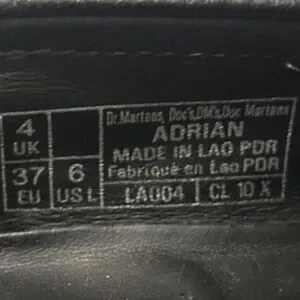 4
UK
37
EU
6
US L
Dr.Martens, Doc's, DM's, Doc Martens
ADRIAN
MADE IN LAO PDR
Fabriqué en Lao PDR
LA004
CL 10 X